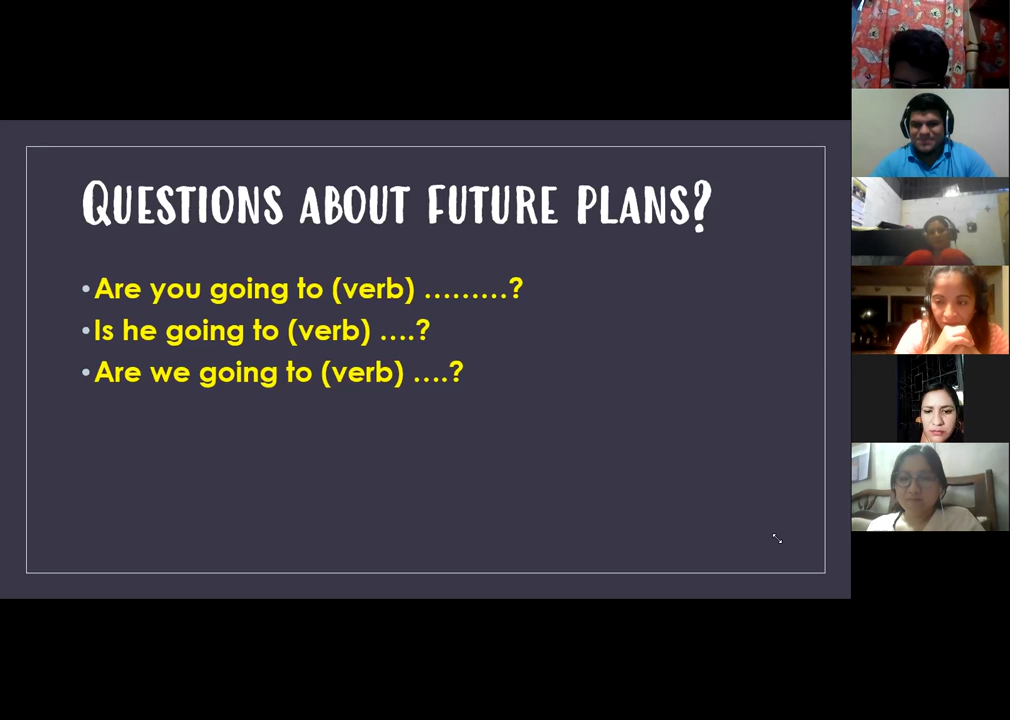 QUESTIONS ABOUT FUTURE PLANS?
•Are you going to (verb) ………?
•Is he going to (verb) ….?
•Are we going to (verb) ….?